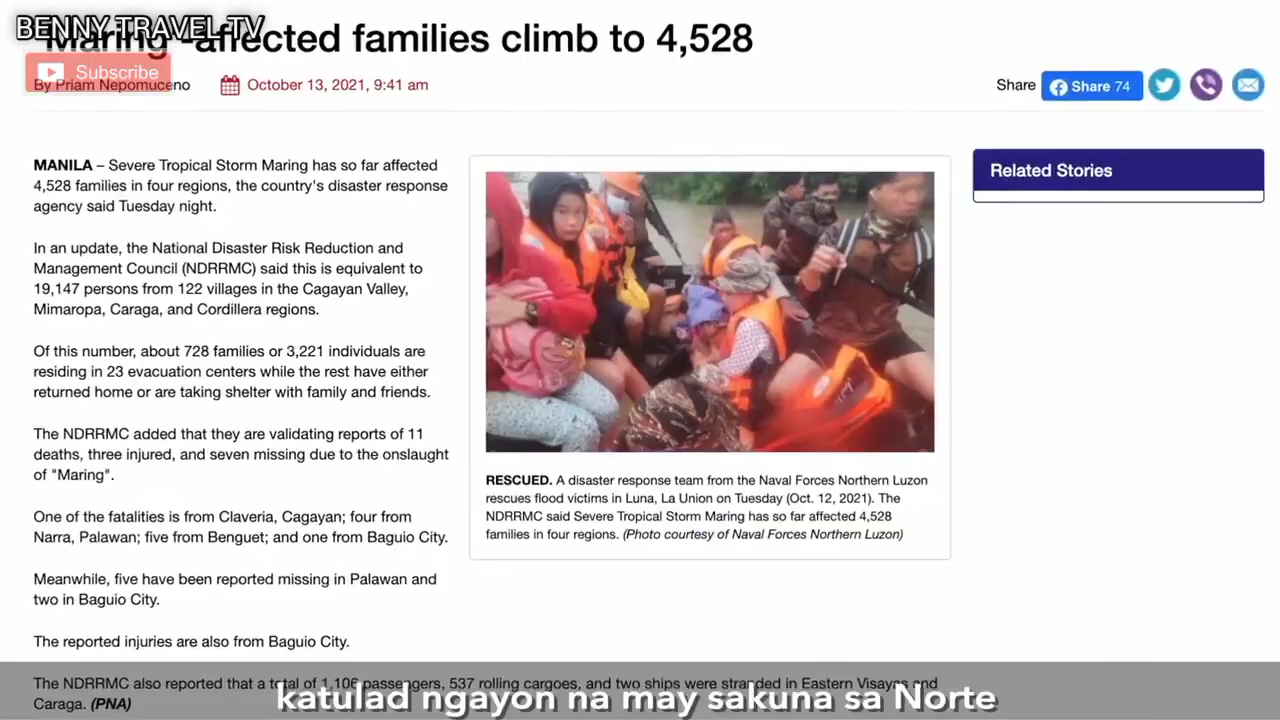 BENNY TRAVEL TV
'Maring'-affected families climb to 4,528
Subscribe
By Priam Nepomuceno
October 13, 2021, 9:41 am
Share
Share 74
MANILA – Severe Tropical Storm Maring has so far affected
4,528 families in four regions, the country's disaster response
agency said Tuesday night.
In an update, the National Disaster Risk Reduction and
Management Council (NDRRMC) said this is equivalent to
19,147 persons from 122 villages in the Cagayan Valley,
Mimaropa, Caraga, and Cordillera regions.
Of this number, about 728 families or 3,221 individuals are
residing in 23 evacuation centers while the rest have either
returned home or are taking shelter with family and friends.
The NDRRMC added that they are validating reports of 11
deaths, three injured, and seven missing due to the onslaught
of "Maring".
One of the fatalities is from Claveria, Cagayan; four from
Narra, Palawan; five from Benguet; and one from Baguio City.
Meanwhile, five have been reported missing in Palawan and
two in Baguio City.
The reported injuries are also from Baguio City.
The NDRRMC also reported that a total of 1,106 passengers, 537 rolling cargoes, and two ships were stranded in Eastern Visayas and
Caraga. (PNA)
RESCUED. A disaster response team from the Naval Forces Northern Luzon
rescues flood victims in Luna, La Union on Tuesday (Oct. 12, 2021). The
NDRRMC said Severe Tropical Storm Maring has so far affected 4,528
families in four regions. (Photo courtesy of Naval Forces Northern Luzon)
Related Stories
katulad ngayon na may sakuna sa Norte